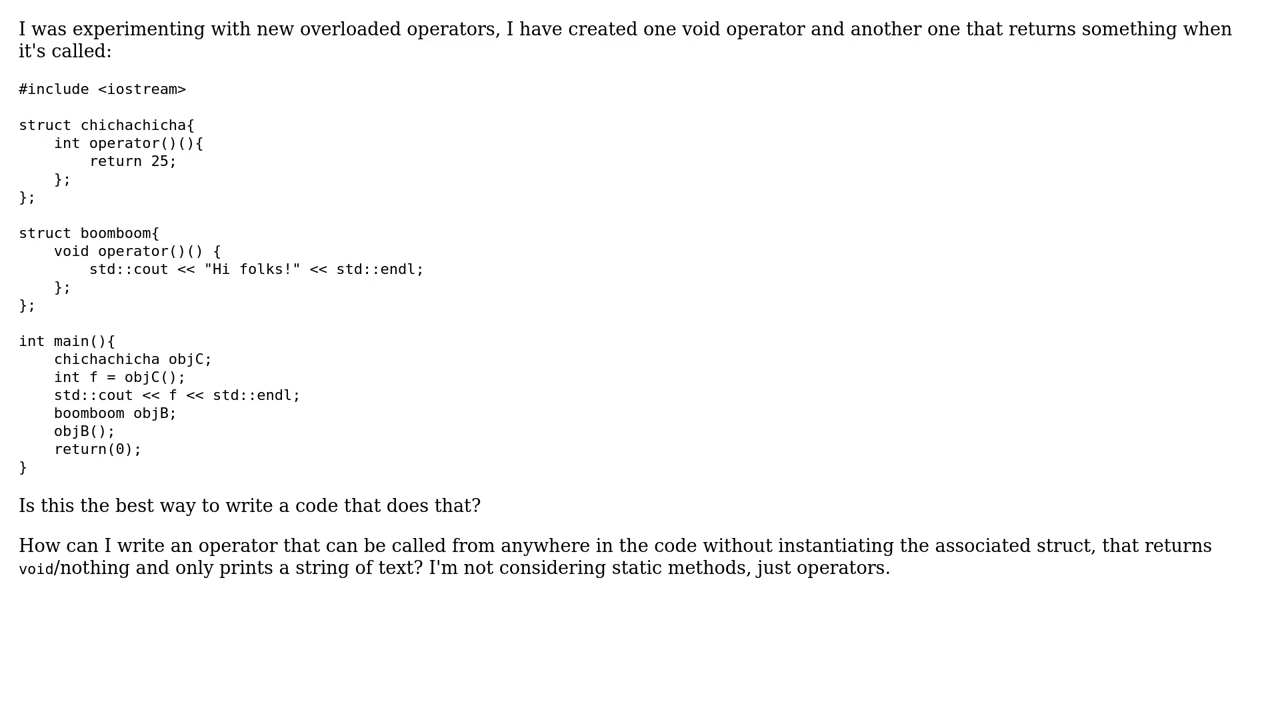 I was experimenting with new overloaded operators, I have created one void operator and another one that returns something when
it's called:
#include <iostream>
struct chichachicha{
    int operator()(){
        return 25;
    };
};
struct boomboom{
    void operator()() {
        std::cout << "Hi folks!" << std::endl;
    };
};
int main(){
    chichachicha objC;
    int f = objC();
    std::cout << f << std::endl;
    boomboom objB;
    objB();
    return(0);
}
Is this the best way to write a code that does that?
How can I write an operator that can be called from anywhere in the code without instantiating the associated struct, that returns
void/nothing and only prints a string of text? I'm not considering static methods, just operators.